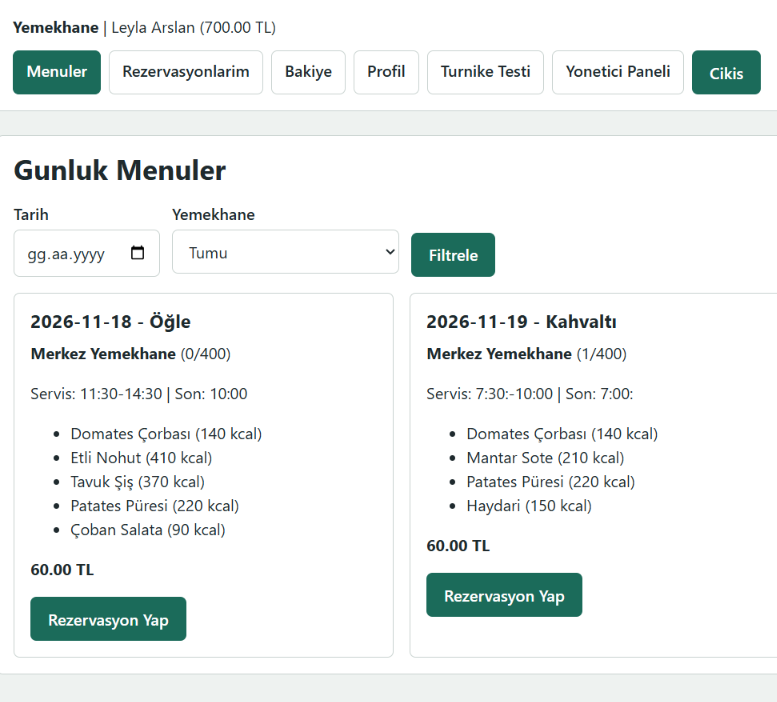 Yemekhane | Leyla Arslan (700.00 TL)
Menuler Rezervasyonlarim Bakiye Profil Turnike Testi Yonetici Paneli Cikis
Gunluk Menuler
Tarih Yemekhane
gg.aa.yyyy Tumu Filtrele
2026-11-18 - Öğle
Merkez Yemekhane (0/400)
Servis: 11:30-14:30 | Son: 10:00
Domates Çorbası (140 kcal)
Etli Nohut (410 kcal)
Tavuk Şiş (370 kcal)
Patates Püresi (220 kcal)
Çoban Salata (90 kcal)
60.00 TL
Rezervasyon Yap
2026-11-19 - Kahvaltı
Merkez Yemekhane (1/400)
Servis: 7:30:-10:00 | Son: 7:00:
Domates Çorbası (140 kcal)
Mantar Sote (210 kcal)
Patates Püresi (220 kcal)
Haydari (150 kcal)
60.00 TL
Rezervasyon Yap